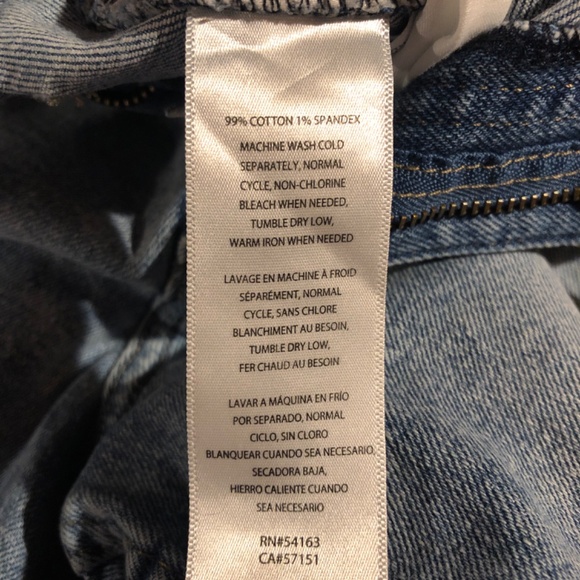 99% COTTON 1% SPANDEX
MACHINE WASH COLD
SEPARATELY, NORMAL
CYCLE, NON-CHLORINE
BLEACH WHEN NEEDED,
TUMBLE DRY LOW,
WARM IRON WHEN NEEDED
LAVAGE EN MACHINE À FROID
SÉPARÉMENT, NORMAL
CYCLE, SANS CHLORE
BLANCHIMENT AU BESOIN,
TUMBLE DRY LOW,
FER CHAUD AU BESOIN
LAVAR A MÁQUINA EN FRÍO
POR SEPARADO, NORMAL
CICLO, SIN CLORO
BLANQUEAR CUANDO SEA NECESARIO,
SECADORA BAJA,
HIERRO CALIENTE CUANDO
SEA NECESARIO
RN#54163
CA#57151